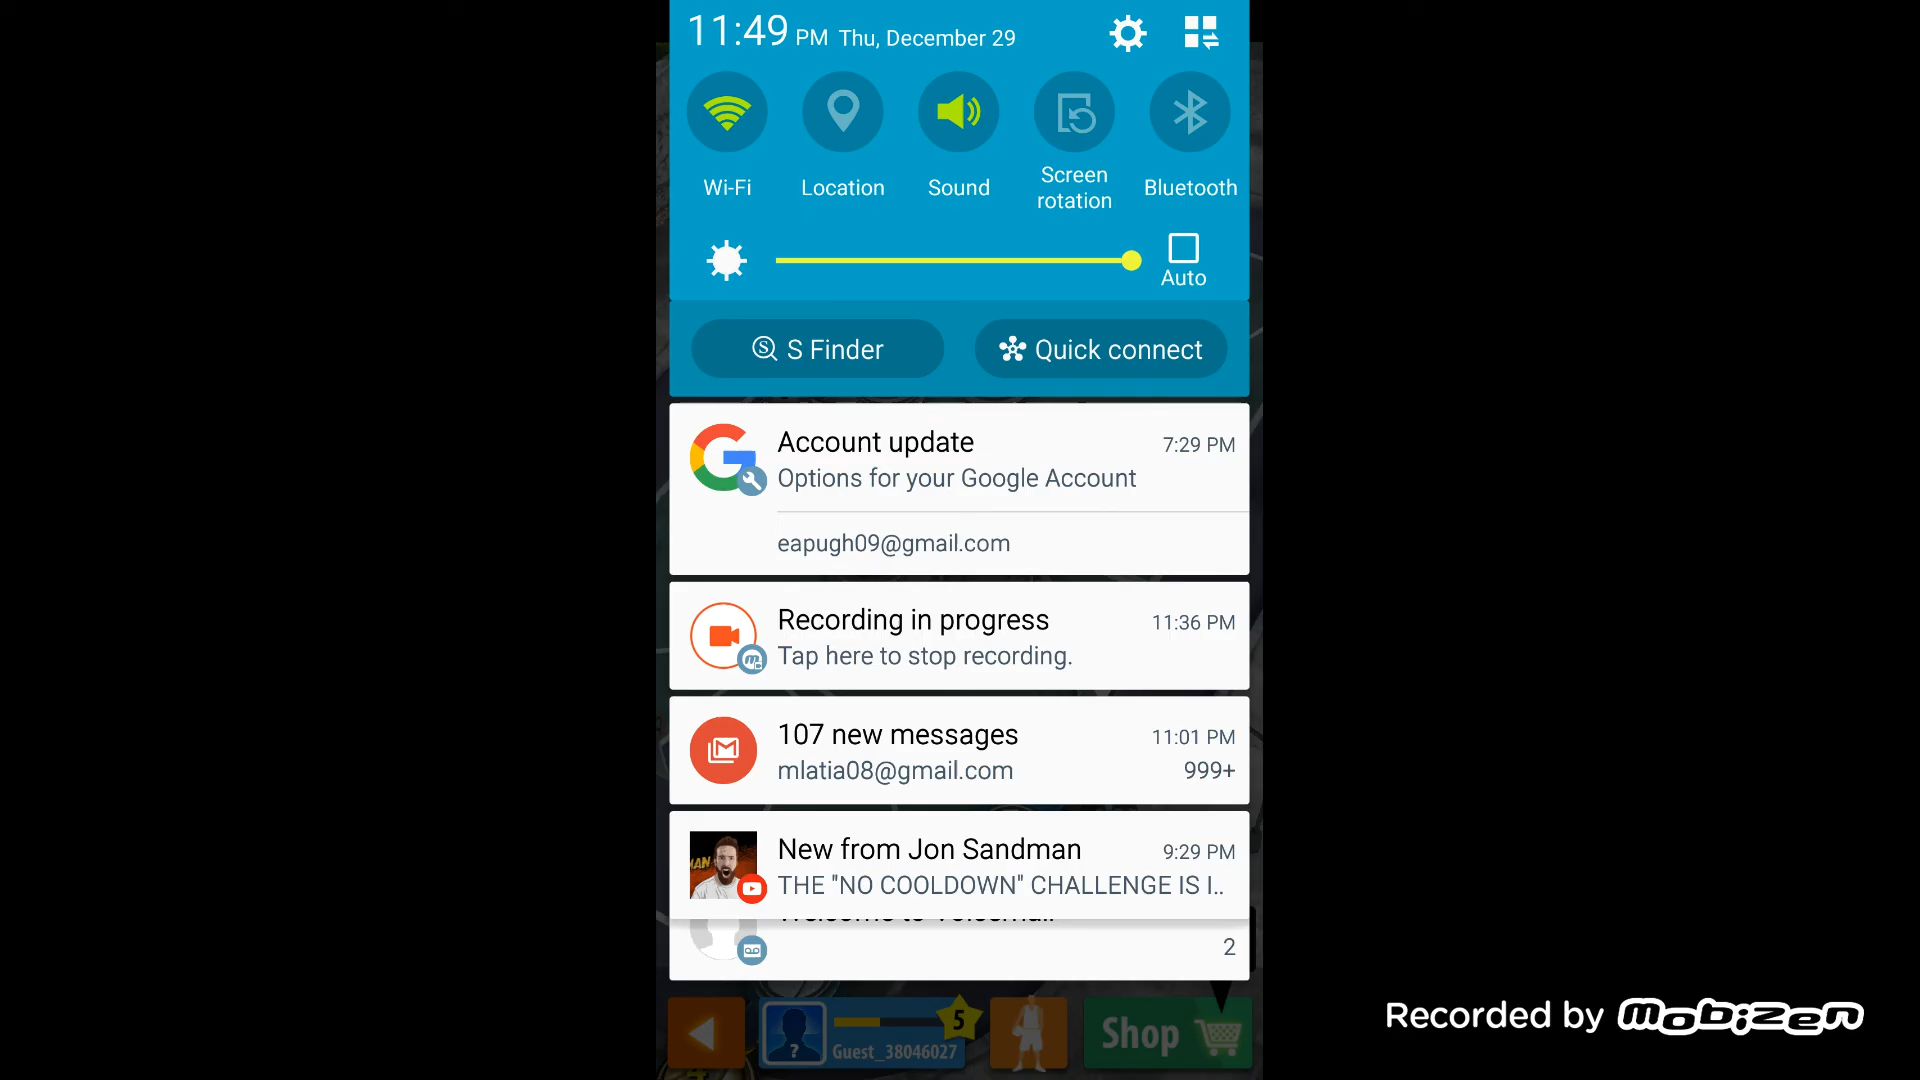 11:49 PM Thu, December 29
Wi-Fi
Location
Sound
Screen rotation
Bluetooth
Auto
S Finder
Quick connect
Account update 7:29 PM
Options for your Google Account
eapugh09@gmail.com
Recording in progress 11:36 PM
Tap here to stop recording.
107 new messages 11:01 PM
mlatia08@gmail.com 999+
New from Jon Sandman 9:29 PM
THE "NO COOLDOWN" CHALLENGE IS I..
Welcome to voicemail
2
5
?
Guest_38046027
Shop
Recorded by mobizen